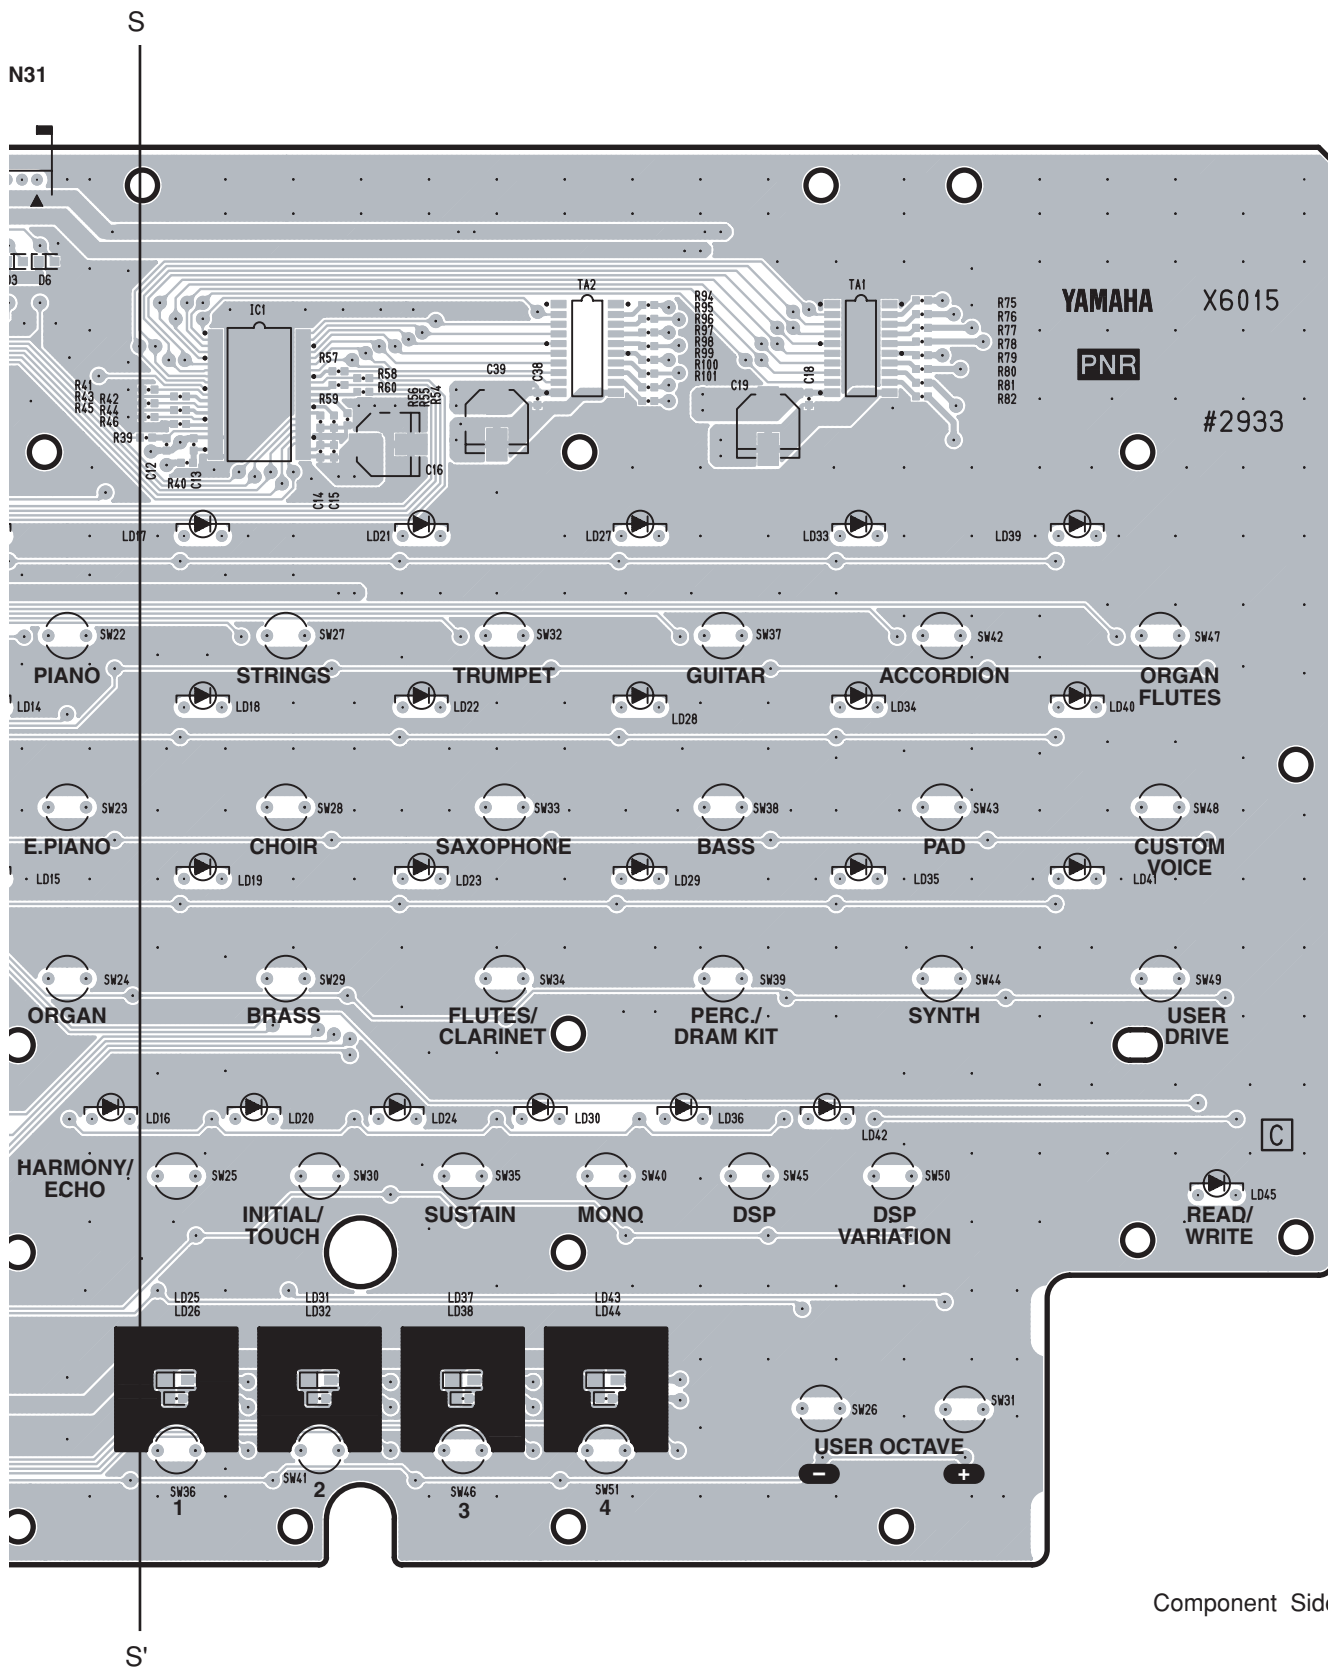 S
N31
D6
IC1
TA2
TA1
R94
R95
R96
R97
R98
R99
R100
R101
R75
R76
R77
R78
R79
R80
R81
R82
YAMAHA X6015
PNR
#2933
R57
R58
R60
R59
R56
R55
R54
C39
C38
C19
C18
R41
R43
R45
R42
R44
R46
R39
C12
R40
C13
C14
C15
C16
LD17 LD21 LD27 LD33 LD39
SW22 SW27 SW32 SW37 SW42 SW47
PIANO STRINGS TRUMPET GUITAR ACCORDION ORGAN
FLUTES
LD14 LD18 LD22 LD28 LD34 LD40
SW23 SW28 SW33 SW38 SW43 SW48
E.PIANO CHOIR SAXOPHONE BASS PAD CUSTOM
VOICE
LD15 LD19 LD23 LD29 LD35 LD41
SW24 SW29 SW34 SW39 SW44 SW49
ORGAN BRASS FLUTES/ PERC./ SYNTH USER
CLARINET DRAM KIT DRIVE
LD16 LD20 LD24 LD30 LD36 LD42
C
HARMONY/
ECHO
SW25 SW30 SW35 SW40 SW45 SW50
LD45
INITIAL/ SUSTAIN MONO DSP DSP READ/
TOUCH VARIATION WRITE
LD25 LD31 LD37 LD43
LD26 LD32 LD38 LD44
SW26 SW31
USER OCTAVE
− +
SW36 SW41 SW46 SW51
1 2 3 4
Component Side
S'